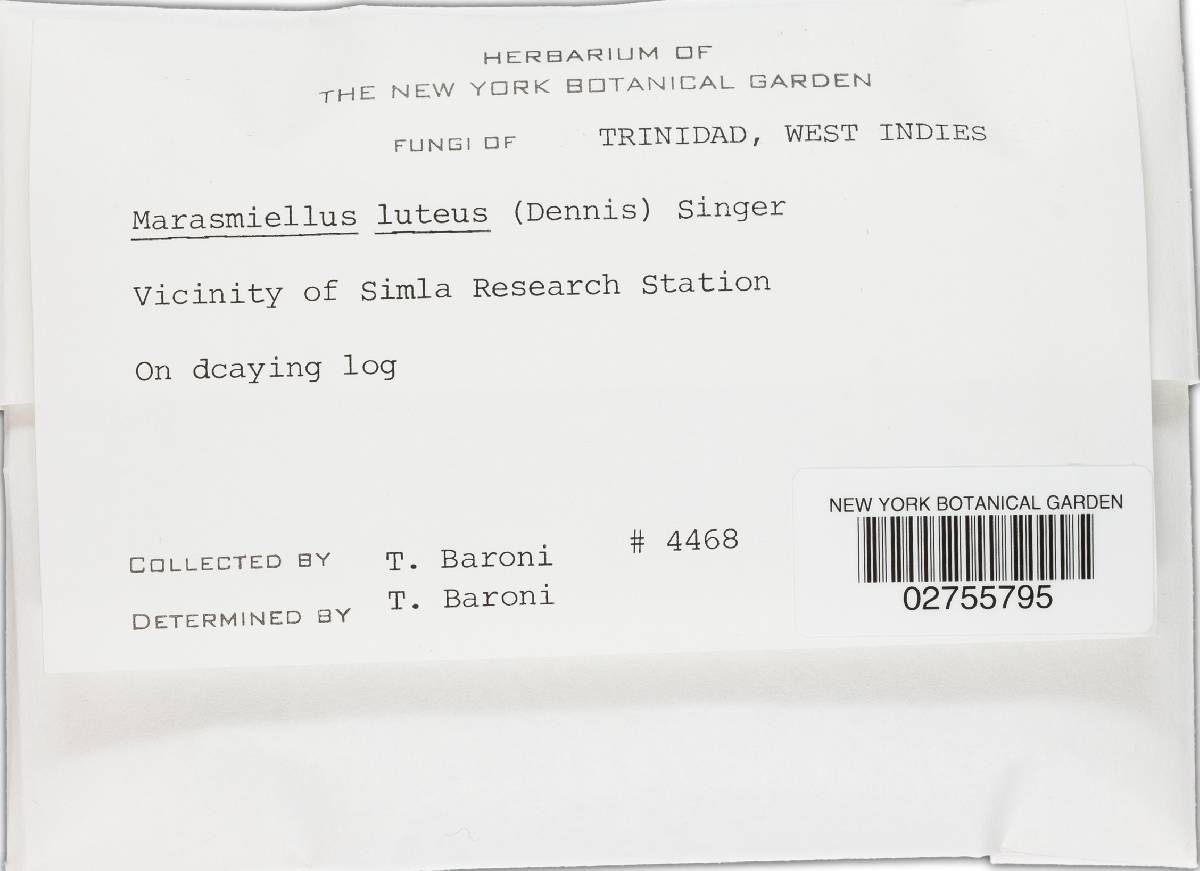 HERBARIUM OF
THE NEW YORK BOTANICAL GARDEN
FUNGI OF TRINIDAD, WEST INDIES
Marasmiellus luteus (Dennis) Singer
Vicinity of Simla Research Station
On dcaying log
COLLECTED BY T. Baroni # 4468
DETERMINED BY T. Baroni
NEW YORK BOTANICAL GARDEN
02755795